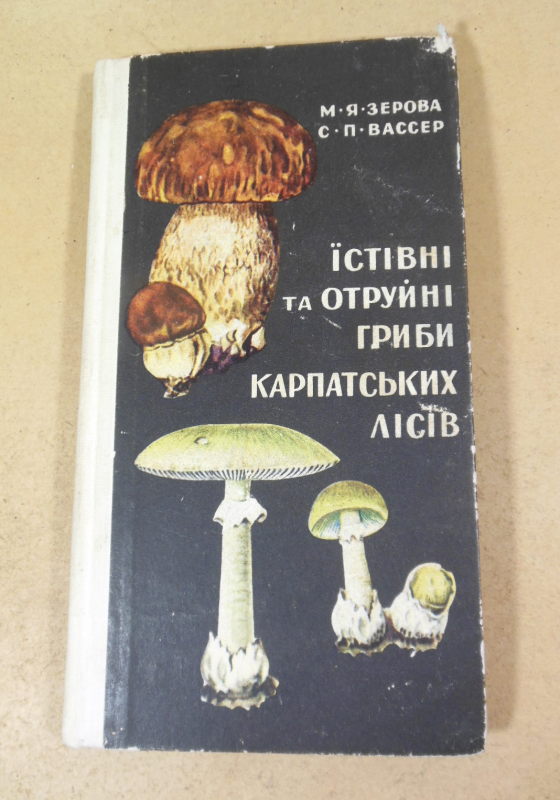 М·Я·ЗЕРОВА
С·П·ВАССЕР
ЇСТІВНІ
ТА ОТРУЙНІ
ГРИБИ
КАРПАТСЬКИХ
ЛІСІВ